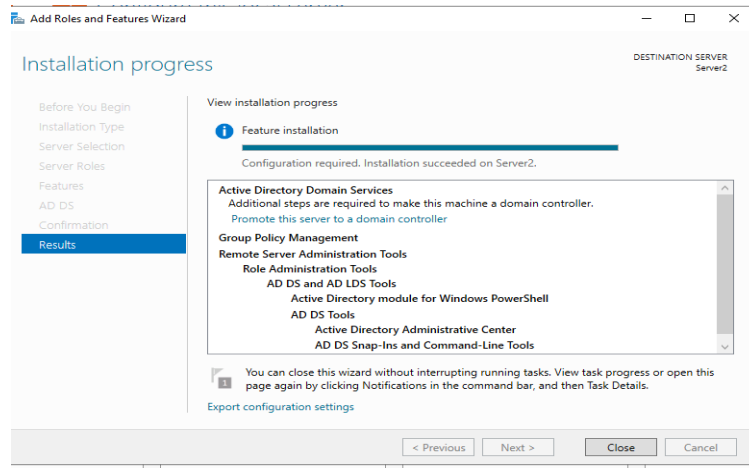 Add Roles and Features Wizard
Installation progress
DESTINATION SERVER
Server2
Before You Begin
Installation Type
Server Selection
Server Roles
Features
AD DS
Confirmation
Results
View installation progress
Feature installation
Configuration required. Installation succeeded on Server2.
Active Directory Domain Services
Additional steps are required to make this machine a domain controller.
Promote this server to a domain controller
Group Policy Management
Remote Server Administration Tools
Role Administration Tools
AD DS and AD LDS Tools
Active Directory module for Windows PowerShell
AD DS Tools
Active Directory Administrative Center
AD DS Snap-Ins and Command-Line Tools
1
You can close this wizard without interrupting running tasks. View task progress or open this
page again by clicking Notifications in the command bar, and then Task Details.
Export configuration settings
< Previous
Next >
Close
Cancel